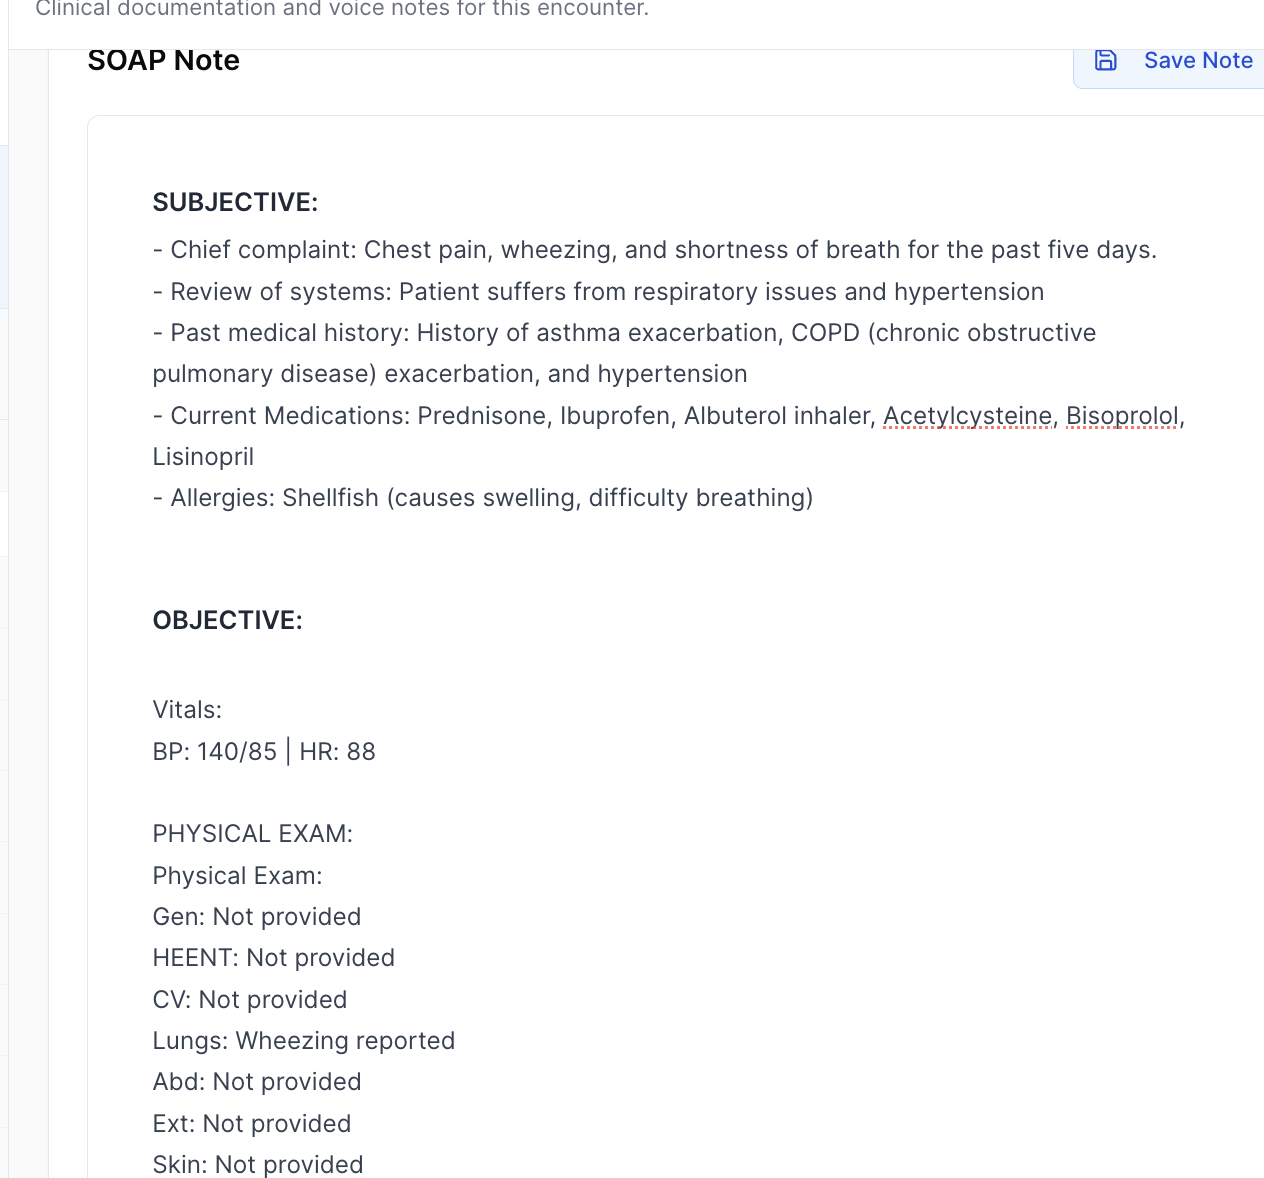 Clinical documentation and voice notes for this encounter.
SOAP Note
Save Note
SUBJECTIVE:
- Chief complaint: Chest pain, wheezing, and shortness of breath for the past five days.
- Review of systems: Patient suffers from respiratory issues and hypertension
- Past medical history: History of asthma exacerbation, COPD (chronic obstructive
pulmonary disease) exacerbation, and hypertension
- Current Medications: Prednisone, Ibuprofen, Albuterol inhaler, Acetylcysteine, Bisoprolol,
Lisinopril
- Allergies: Shellfish (causes swelling, difficulty breathing)
OBJECTIVE:
Vitals:
BP: 140/85 | HR: 88
PHYSICAL EXAM:
Physical Exam:
Gen: Not provided
HEENT: Not provided
CV: Not provided
Lungs: Wheezing reported
Abd: Not provided
Ext: Not provided
Skin: Not provided